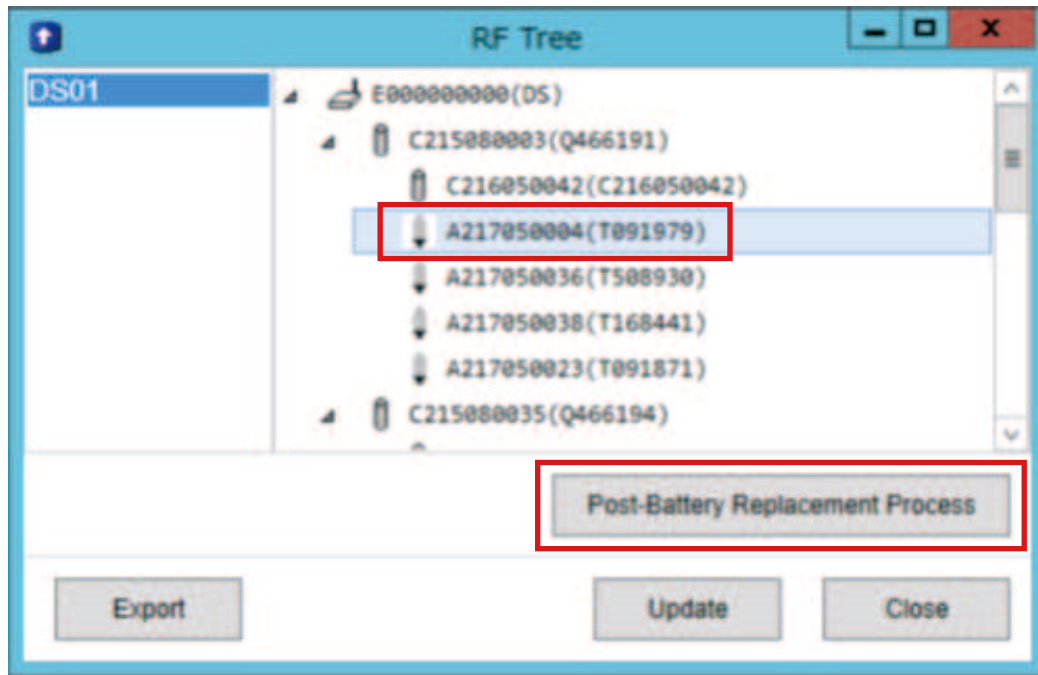 RF Tree
DS01
E000000000(DS)
C215080003(Q466191)
C216050042(C216050042)
A217050004(T091979)
A217050036(T508930)
A217050038(T168441)
A217050023(T091871)
C215080035(Q466194)
Post-Battery Replacement Process
Export
Update
Close